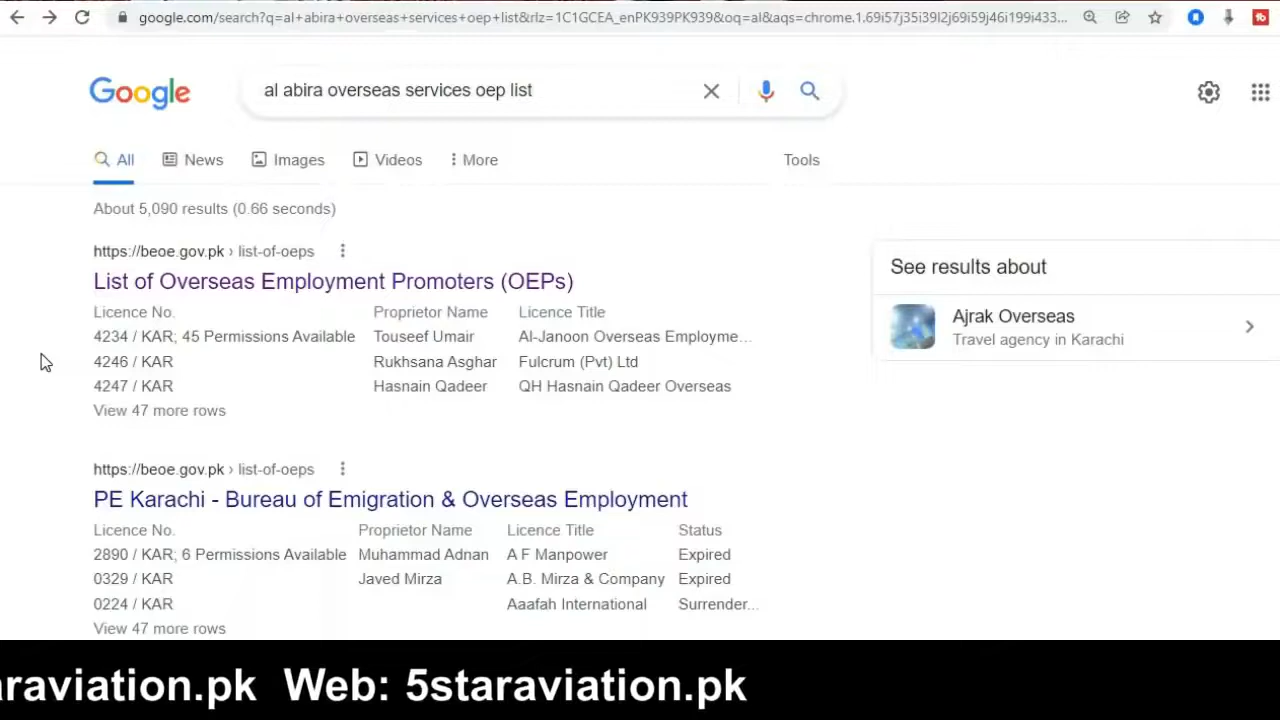 google.com/search?q=al+abira+overseas+services+oep+list&rlz=1C1GCEA_enPK939PK939&oq=al&aqs=chrome.1.69i57j35i39l2j69i59j46i199i433...
Google
al abira overseas services oep list
All News Images Videos More Tools
About 5,090 results (0.66 seconds)
https://beoe.gov.pk › list-of-oeps
List of Overseas Employment Promoters (OEPs)
Licence No. Proprietor Name Licence Title
4234 / KAR; 45 Permissions Available Touseef Umair Al-Janoon Overseas Employme...
4246 / KAR Rukhsana Asghar Fulcrum (Pvt) Ltd
4247 / KAR Hasnain Qadeer QH Hasnain Qadeer Overseas
View 47 more rows
See results about
Ajrak Overseas
Travel agency in Karachi
https://beoe.gov.pk › list-of-oeps
PE Karachi - Bureau of Emigration & Overseas Employment
Licence No. Proprietor Name Licence Title Status
2890 / KAR; 6 Permissions Available Muhammad Adnan A F Manpower Expired
0329 / KAR Javed Mirza A.B. Mirza & Company Expired
0224 / KAR Aaafah International Surrender...
View 47 more rows
araviation.pk Web: 5staraviation.pk